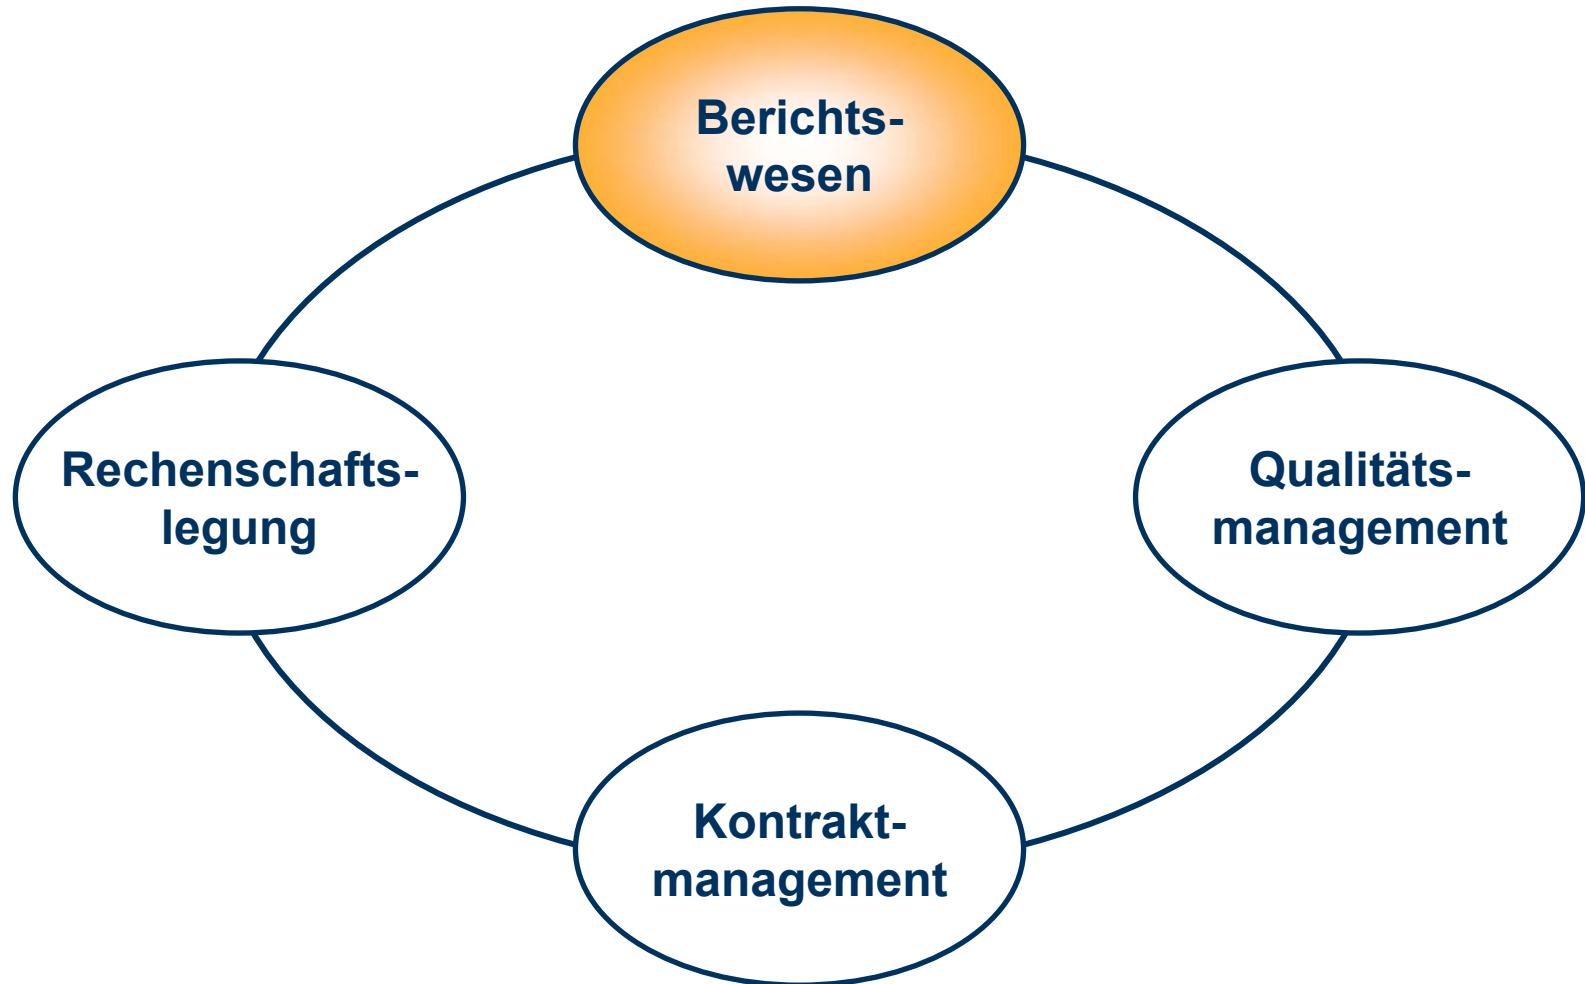 Berichts-
wesen
Rechenschafts-
legung
Qualitäts-
management
Kontrakt-
management